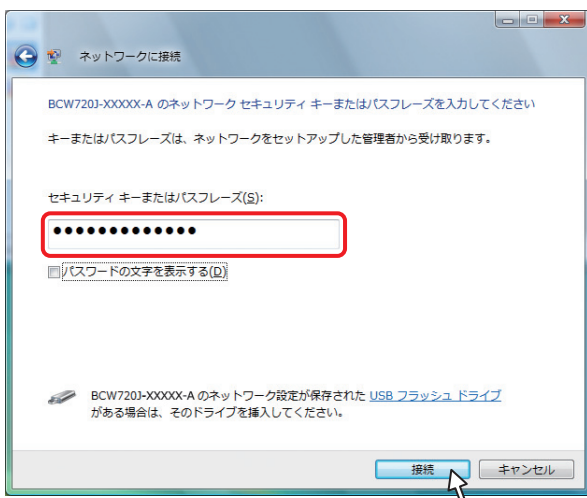 ネットワークに接続
BCW720J-XXXXX-A のネットワーク セキュリティ キーまたはパスフレーズを入力してください
キーまたはパスフレーズは、ネットワークをセットアップした管理者から受け取ります。
セキュリティ キーまたはパスフレーズ(S):
●●●●●●●●●●●●●
パスワードの文字を表示する(D)
BCW720J-XXXXX-A のネットワーク設定が保存された USB フラッシュ ドライブ
がある場合は、そのドライブを挿入してください。
接続 キャンセル